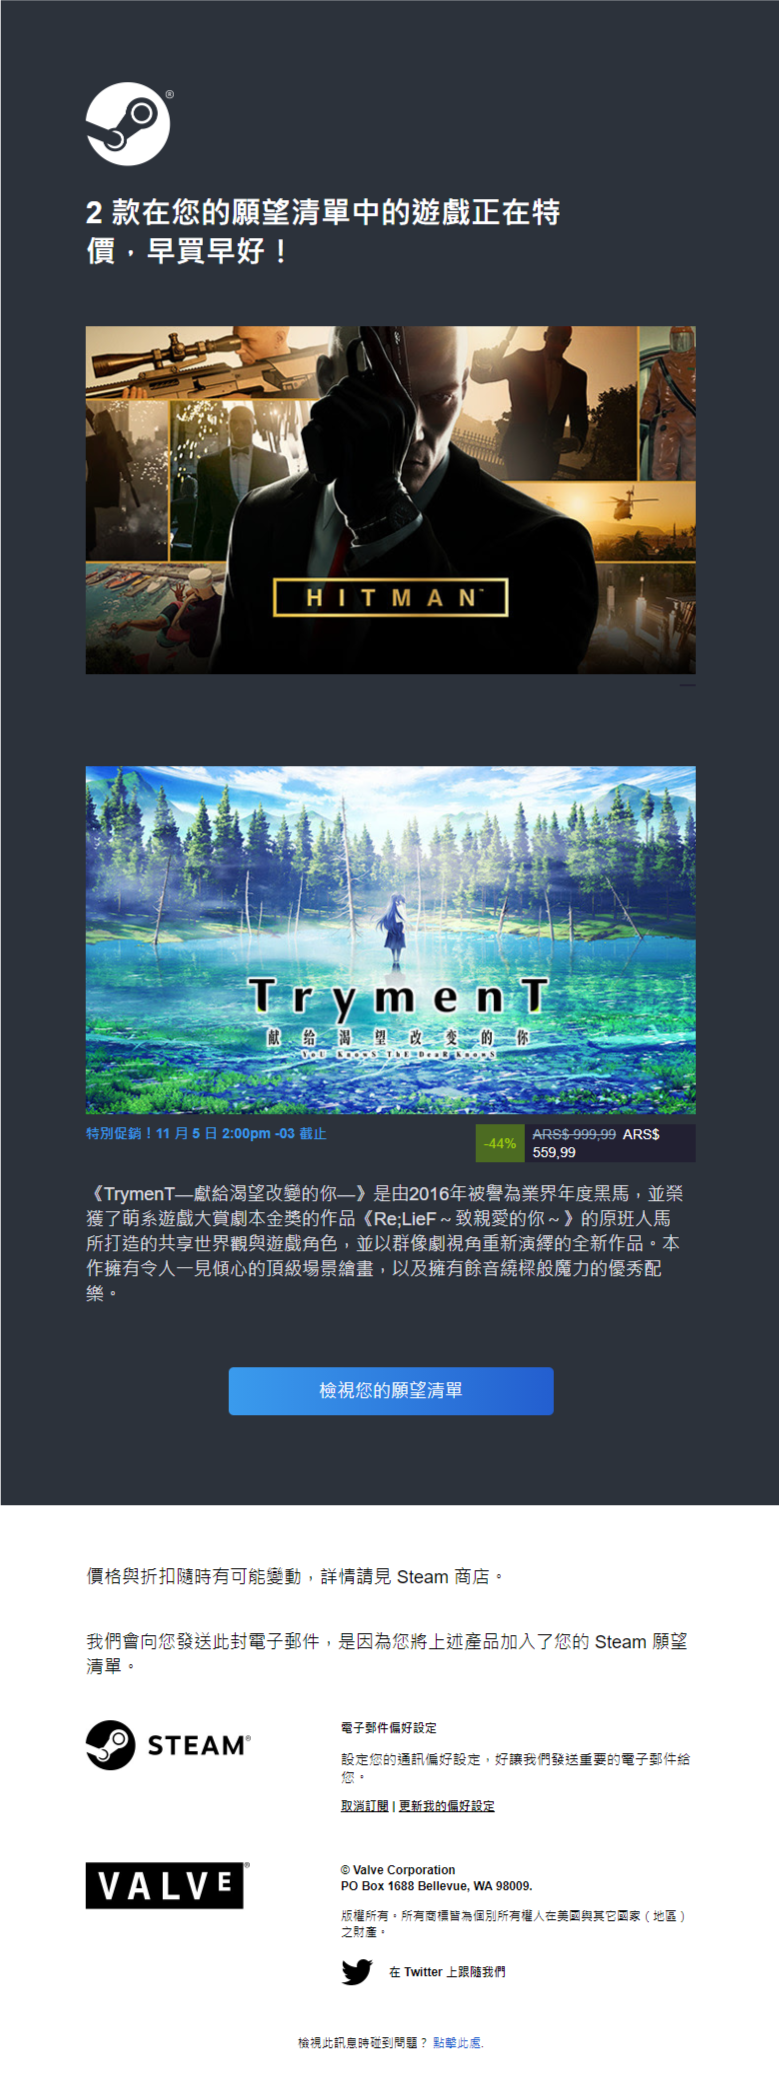 ®
2 款在您的願望清單中的遊戲正在特
價，早買早好！
HITMAN™
TrymenT
献给渴望改变的你
YoU KnowS ThE DeaR KnowS
特別促銷！11 月 5 日 2:00pm -03 截止
-44%
ARS$ 999,99 ARS$
559,99
《TrymenT—獻給渴望改變的你—》是由2016年被譽為業界年度黑馬，並榮
獲了萌系遊戲大賞劇本金獎的作品《Re;LieF～致親愛的你～》的原班人馬
所打造的共享世界觀與遊戲角色，並以群像劇視角重新演繹的全新作品。本
作擁有令人一見傾心的頂級場景繪畫，以及擁有餘音繞樑般魔力的優秀配
樂。
檢視您的願望清單
價格與折扣隨時有可能變動，詳情請見 Steam 商店。
我們會向您發送此封電子郵件，是因為您將上述產品加入了您的 Steam 願望
清單。
STEAM®
電子郵件偏好設定
設定您的通訊偏好設定，好讓我們發送重要的電子郵件給
您。
取消訂閱 | 更新我的偏好設定
VALVE®
© Valve Corporation
PO Box 1688 Bellevue, WA 98009.
版權所有。所有商標皆為個別所有權人在美國與其它國家（地區）
之財產。
在 Twitter 上跟隨我們
檢視此訊息時碰到問題？ 點擊此處.